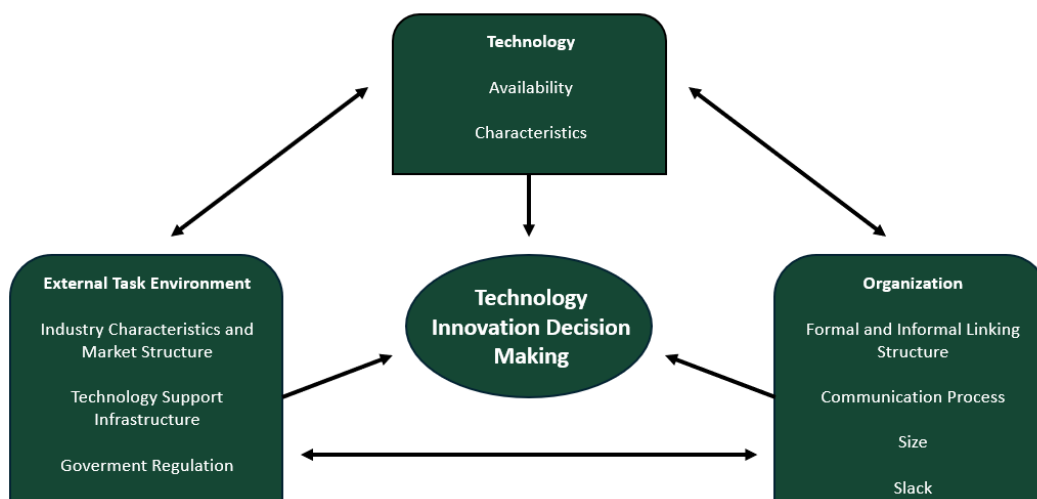 Technology
Availability
Characteristics
External Task Environment
Industry Characteristics and
Market Structure
Technology Support
Infrastructure
Goverment Regulation
Technology
Innovation Decision
Making
Organization
Formal and Informal Linking
Structure
Communication Process
Size
Slack